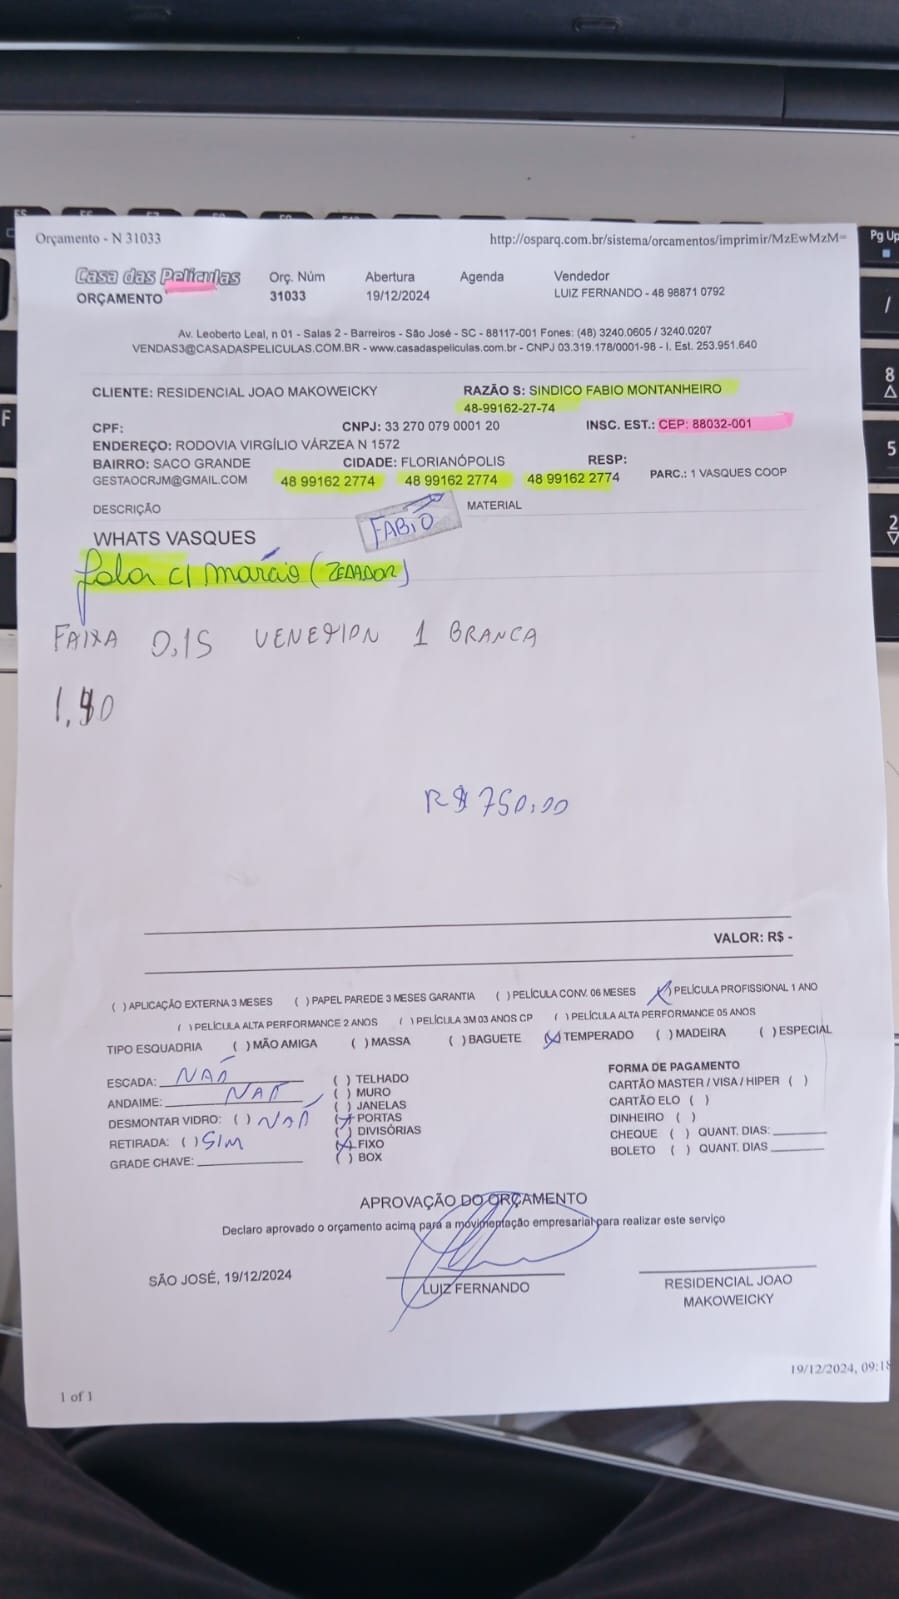 Orçamento - N 31033 http://osparq.com.br/sistema/orcamentos/imprimir/MzEwMzM=
Casa das Películas Orç. Núm Abertura Agenda Vendedor
ORÇAMENTO 31033 19/12/2024 LUIZ FERNANDO - 48 98871 0792
Av. Leoberto Leal, n 01 - Salas 2 - Barreiros - São José - SC - 88117-001 Fones: (48) 3240.0605 / 3240.0207
VENDAS3@CASADASPELICULAS.COM.BR - www.casadaspeliculas.com.br - CNPJ 03.319.178/0001-98 - I. Est. 253.951.640
CLIENTE: RESIDENCIAL JOAO MAKOWEICKY RAZÃO S: SINDICO FABIO MONTANHEIRO
48-99162-27-74
CPF: CNPJ: 33 270 079 0001 20 INSC. EST.: CEP: 88032-001
ENDEREÇO: RODOVIA VIRGÍLIO VÁRZEA N 1572
BAIRRO: SACO GRANDE CIDADE: FLORIANÓPOLIS RESP:
GESTAOCRJM@GMAIL.COM 48 99162 2774 48 99162 2774 48 99162 2774 PARC.: 1 VASQUES COOP
DESCRIÇÃO MATERIAL
FABIO
WHATS VASQUES
fala c/ márcio (ZELADOR)
FAIXA 0,15 1 BRANCA
R$ 750,00
VALOR: R$ -
( ) APLICAÇÃO EXTERNA 3 MESES ( ) PAPEL PAREDE 3 MESES GARANTIA ( ) PELÍCULA CONV. 06 MESES (X) PELÍCULA PROFISSIONAL 1 ANO
( ) PELÍCULA ALTA PERFORMANCE 2 ANOS ( ) PELÍCULA 3M 03 ANOS CP ( ) PELÍCULA ALTA PERFORMANCE 05 ANOS
TIPO ESQUADRIA ( ) MÃO AMIGA ( ) MASSA ( ) BAGUETE (X) TEMPERADO ( ) MADEIRA ( ) ESPECIAL
ESCADA: NAÕ
ANDAIME: NAÕ
DESMONTAR VIDRO: ( ) NAÕ
RETIRADA: ( ) SIM
GRADE CHAVE:
( ) TELHADO
( ) MURO
( ) JANELAS
(X) PORTAS
( ) DIVISÓRIAS
(X) FIXO
( ) BOX
FORMA DE PAGAMENTO
CARTÃO MASTER / VISA / HIPER ( )
CARTÃO ELO ( )
DINHEIRO ( )
CHEQUE ( ) QUANT. DIAS:
BOLETO ( ) QUANT. DIAS
APROVAÇÃO DO ORÇAMENTO
Declaro aprovado o orçamento acima para a movimentação empresarial para realizar este serviço
SÃO JOSÉ, 19/12/2024
LUIZ FERNANDO
RESIDENCIAL JOAO
MAKOWEICKY
19/12/2024, 09:18
1 of 1
Pg Up